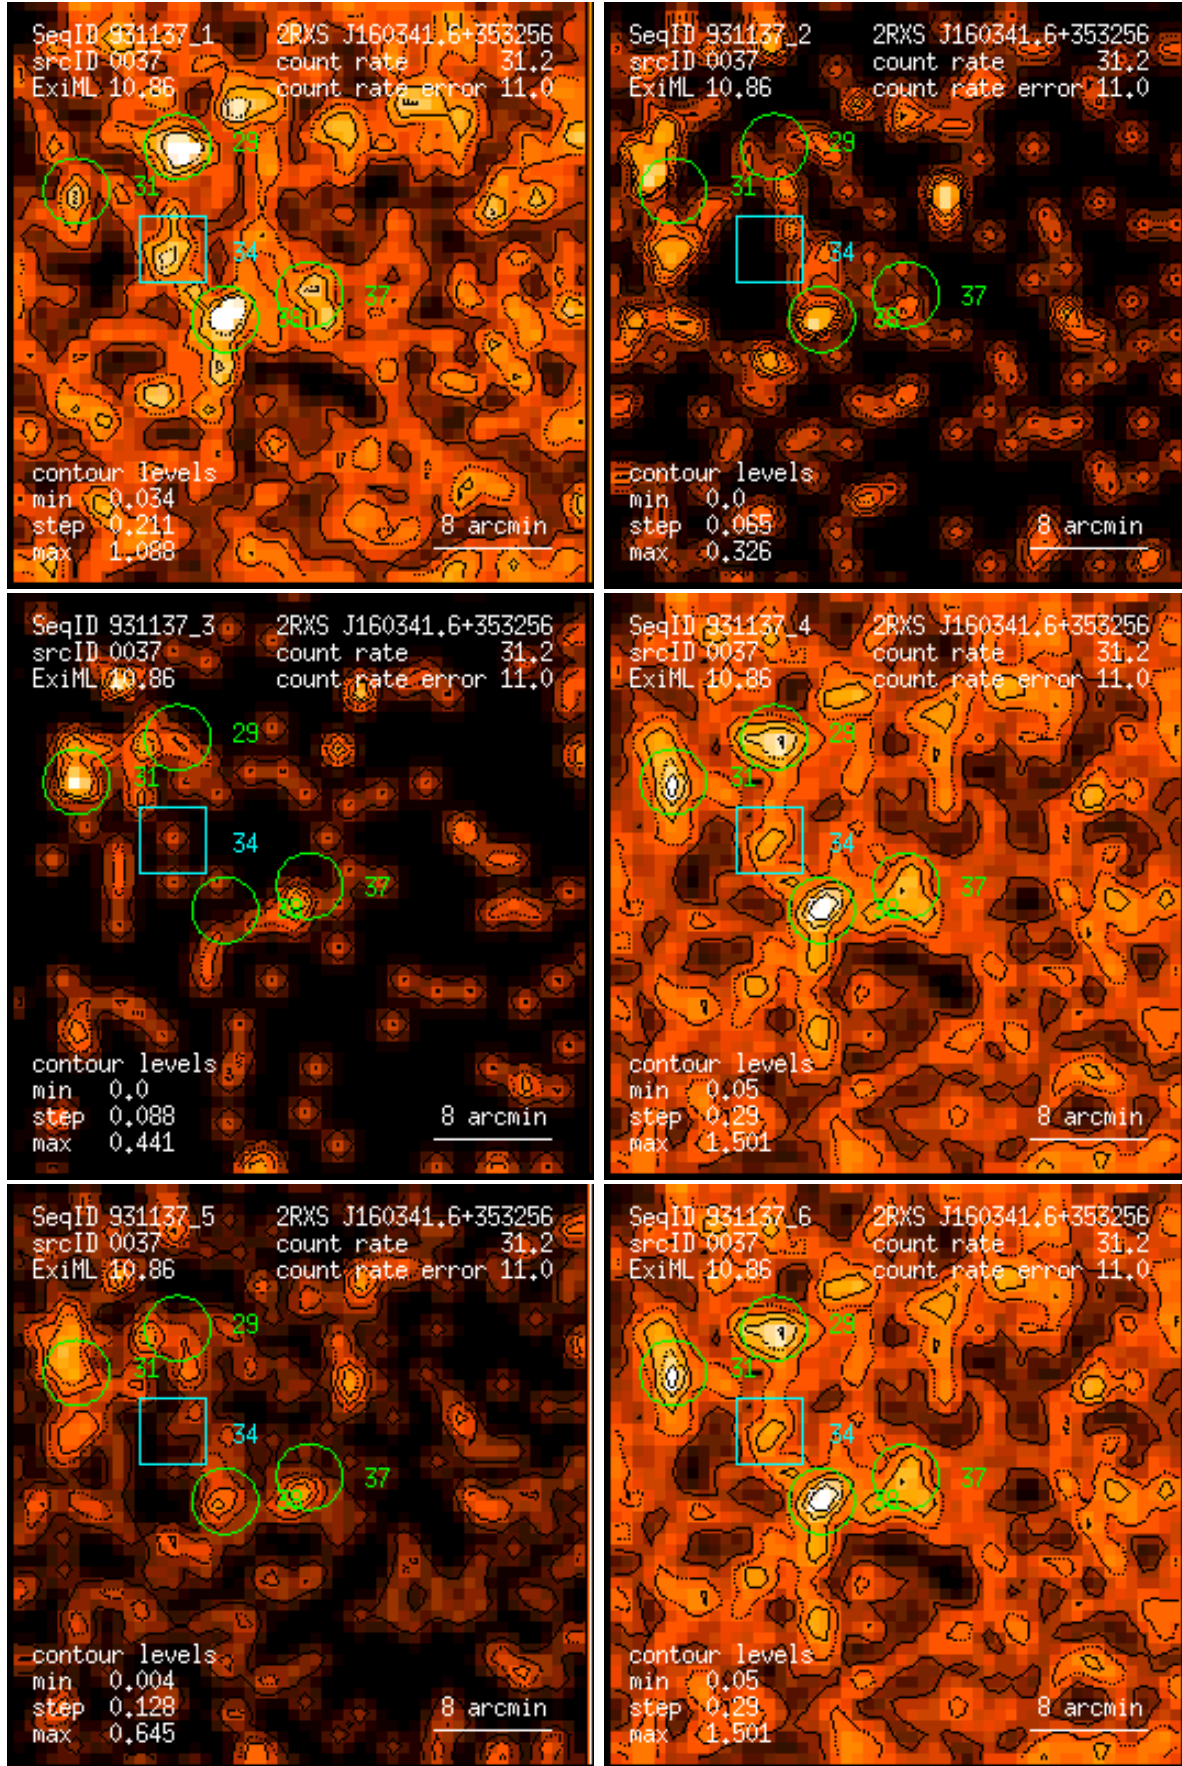 SeqID 931137_1 2RXS J160341.6+353256
srcID 0037 count rate 31.2
ExiML 10.86 count rate error 11.0
29
31
34
37
contour levels
min 0.034
step 0.211
max 1.088
8 arcmin
SeqID 931137_2 2RXS J160341.6+353256
srcID 0037 count rate 31.2
ExiML 10.86 count rate error 11.0
29
31
34
37
contour levels
min 0.0
step 0.065
max 0.326
8 arcmin
SeqID 931137_3 2RXS J160341.6+353256
srcID 0037 count rate 31.2
ExiML 10.86 count rate error 11.0
29
31
34
37
contour levels
min 0.0
step 0.088
max 0.441
8 arcmin
SeqID 931137_4 2RXS J160341.6+353256
srcID 0037 count rate 31.2
ExiML 10.86 count rate error 11.0
29
31
34
37
contour levels
min 0.05
step 0.29
max 1.501
8 arcmin
SeqID 931137_5 2RXS J160341.6+353256
srcID 0037 count rate 31.2
ExiML 10.86 count rate error 11.0
29
31
34
37
contour levels
min 0.004
step 0.128
max 0.645
8 arcmin
SeqID 931137_6 2RXS J160341.6+353256
srcID 0037 count rate 31.2
ExiML 10.86 count rate error 11.0
29
31
34
37
contour levels
min 0.05
step 0.29
max 1.501
8 arcmin